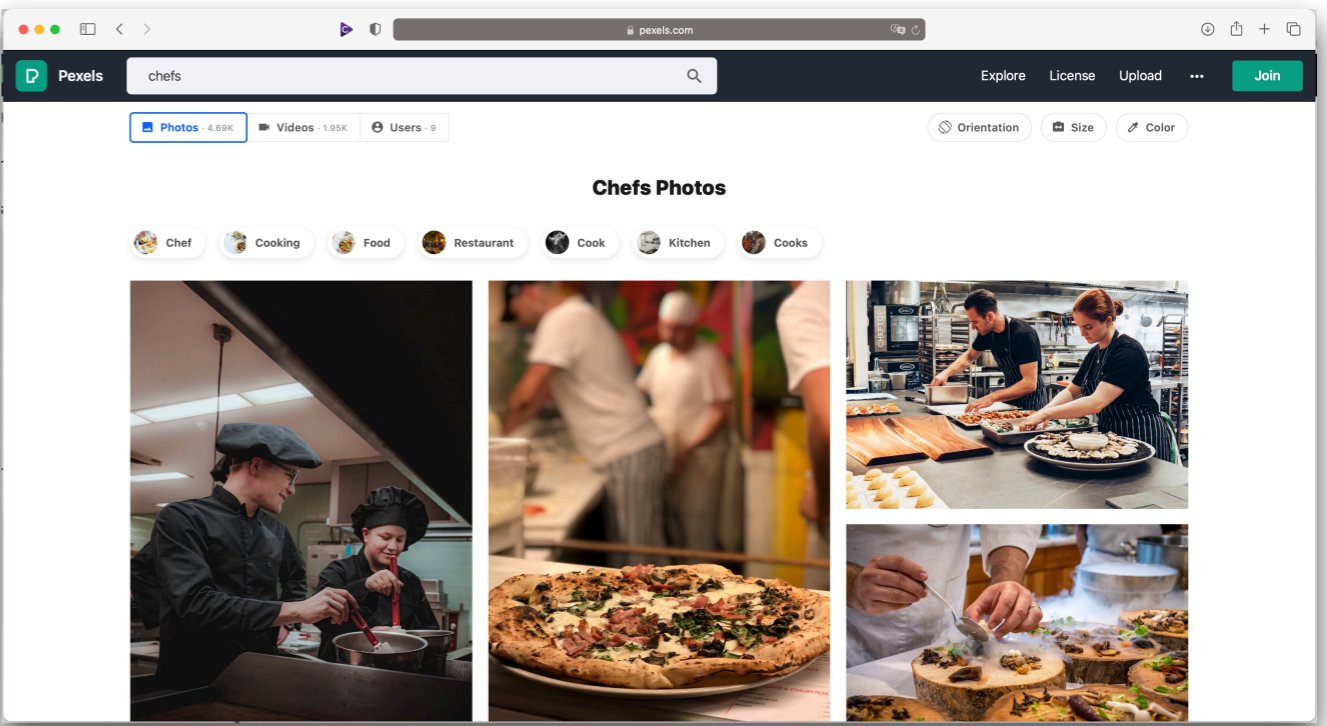 pexels.com
Pexels
chefs
Explore License Upload ••• Join
Photos · 4.69K Videos · 1.95K Users · 9
Orientation Size Color
Chefs Photos
Chef Cooking Food Restaurant Cook Kitchen Cooks